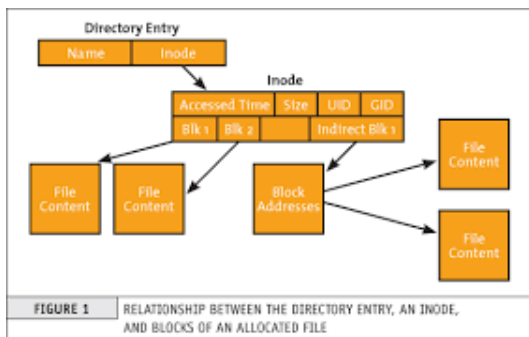 Directory Entry
Name Inode
Inode
Accessed Time Size UID GID
Blk 1 Blk 2 Indirect Blk 1
File Content
File Content
Block Addresses
File Content
File Content
FIGURE 1
RELATIONSHIP BETWEEN THE DIRECTORY ENTRY, AN INODE,
AND BLOCKS OF AN ALLOCATED FILE